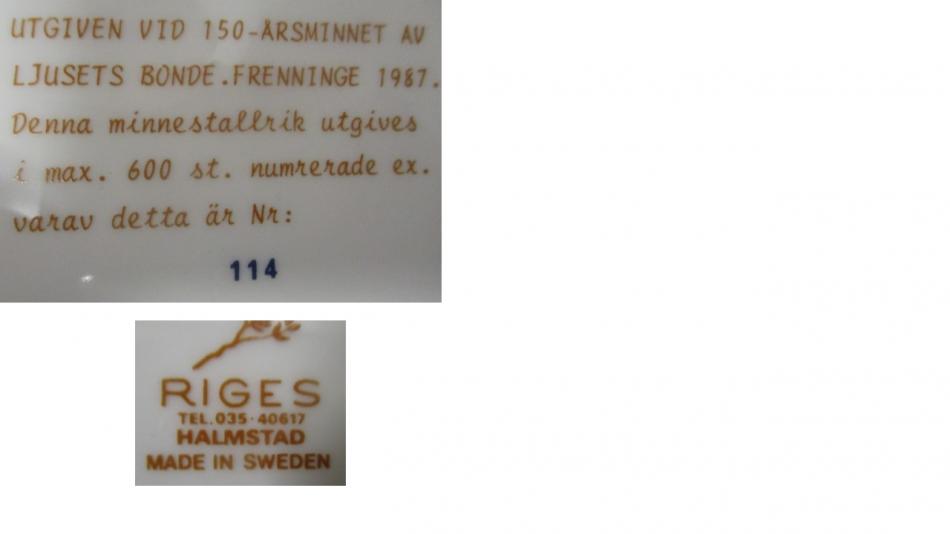 UTGIVEN VID 150-ÅRSMINNET AV
LJUSETS BONDE.FRENNINGE 1987.
Denna minnestallrik utgives
i max. 600 st. numrerade ex.
varav detta är Nr:
114
RIGES
TEL.035-40617
HALMSTAD
MADE IN SWEDEN